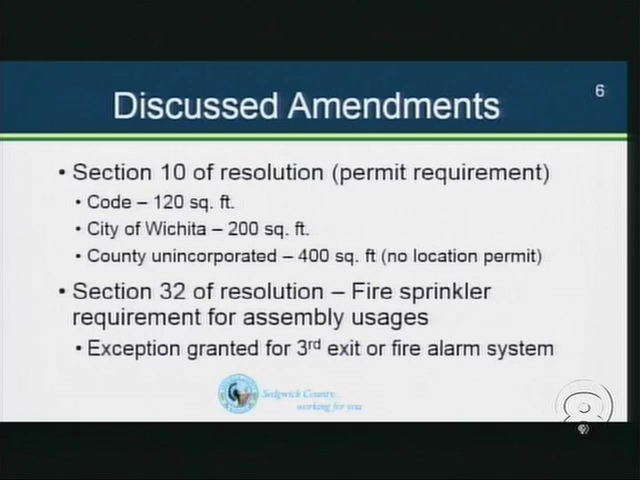 6
Discussed Amendments
• Section 10 of resolution (permit requirement)
• Code – 120 sq. ft.
• City of Wichita – 200 sq. ft.
• County unincorporated – 400 sq. ft (no location permit)
• Section 32 of resolution – Fire sprinkler
requirement for assembly usages
• Exception granted for 3rd exit or fire alarm system
Sedgwick County...
working for you
8